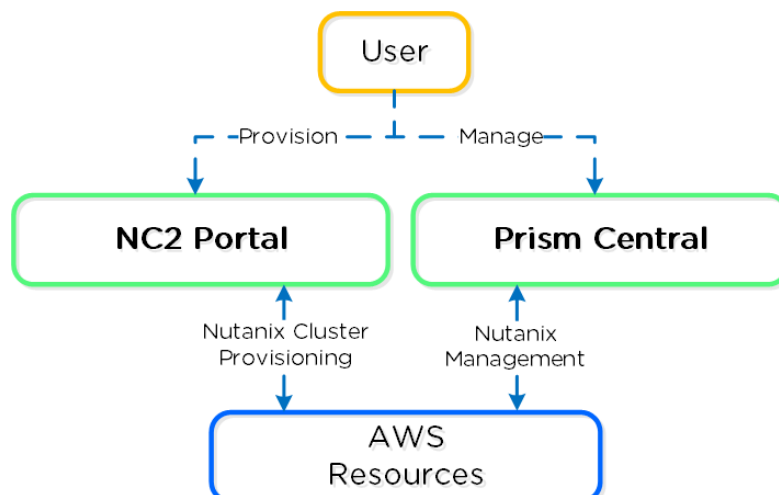 User
Provision
Manage
NC2 Portal
Prism Central
Nutanix Cluster
Provisioning
Nutanix
Management
AWS
Resources